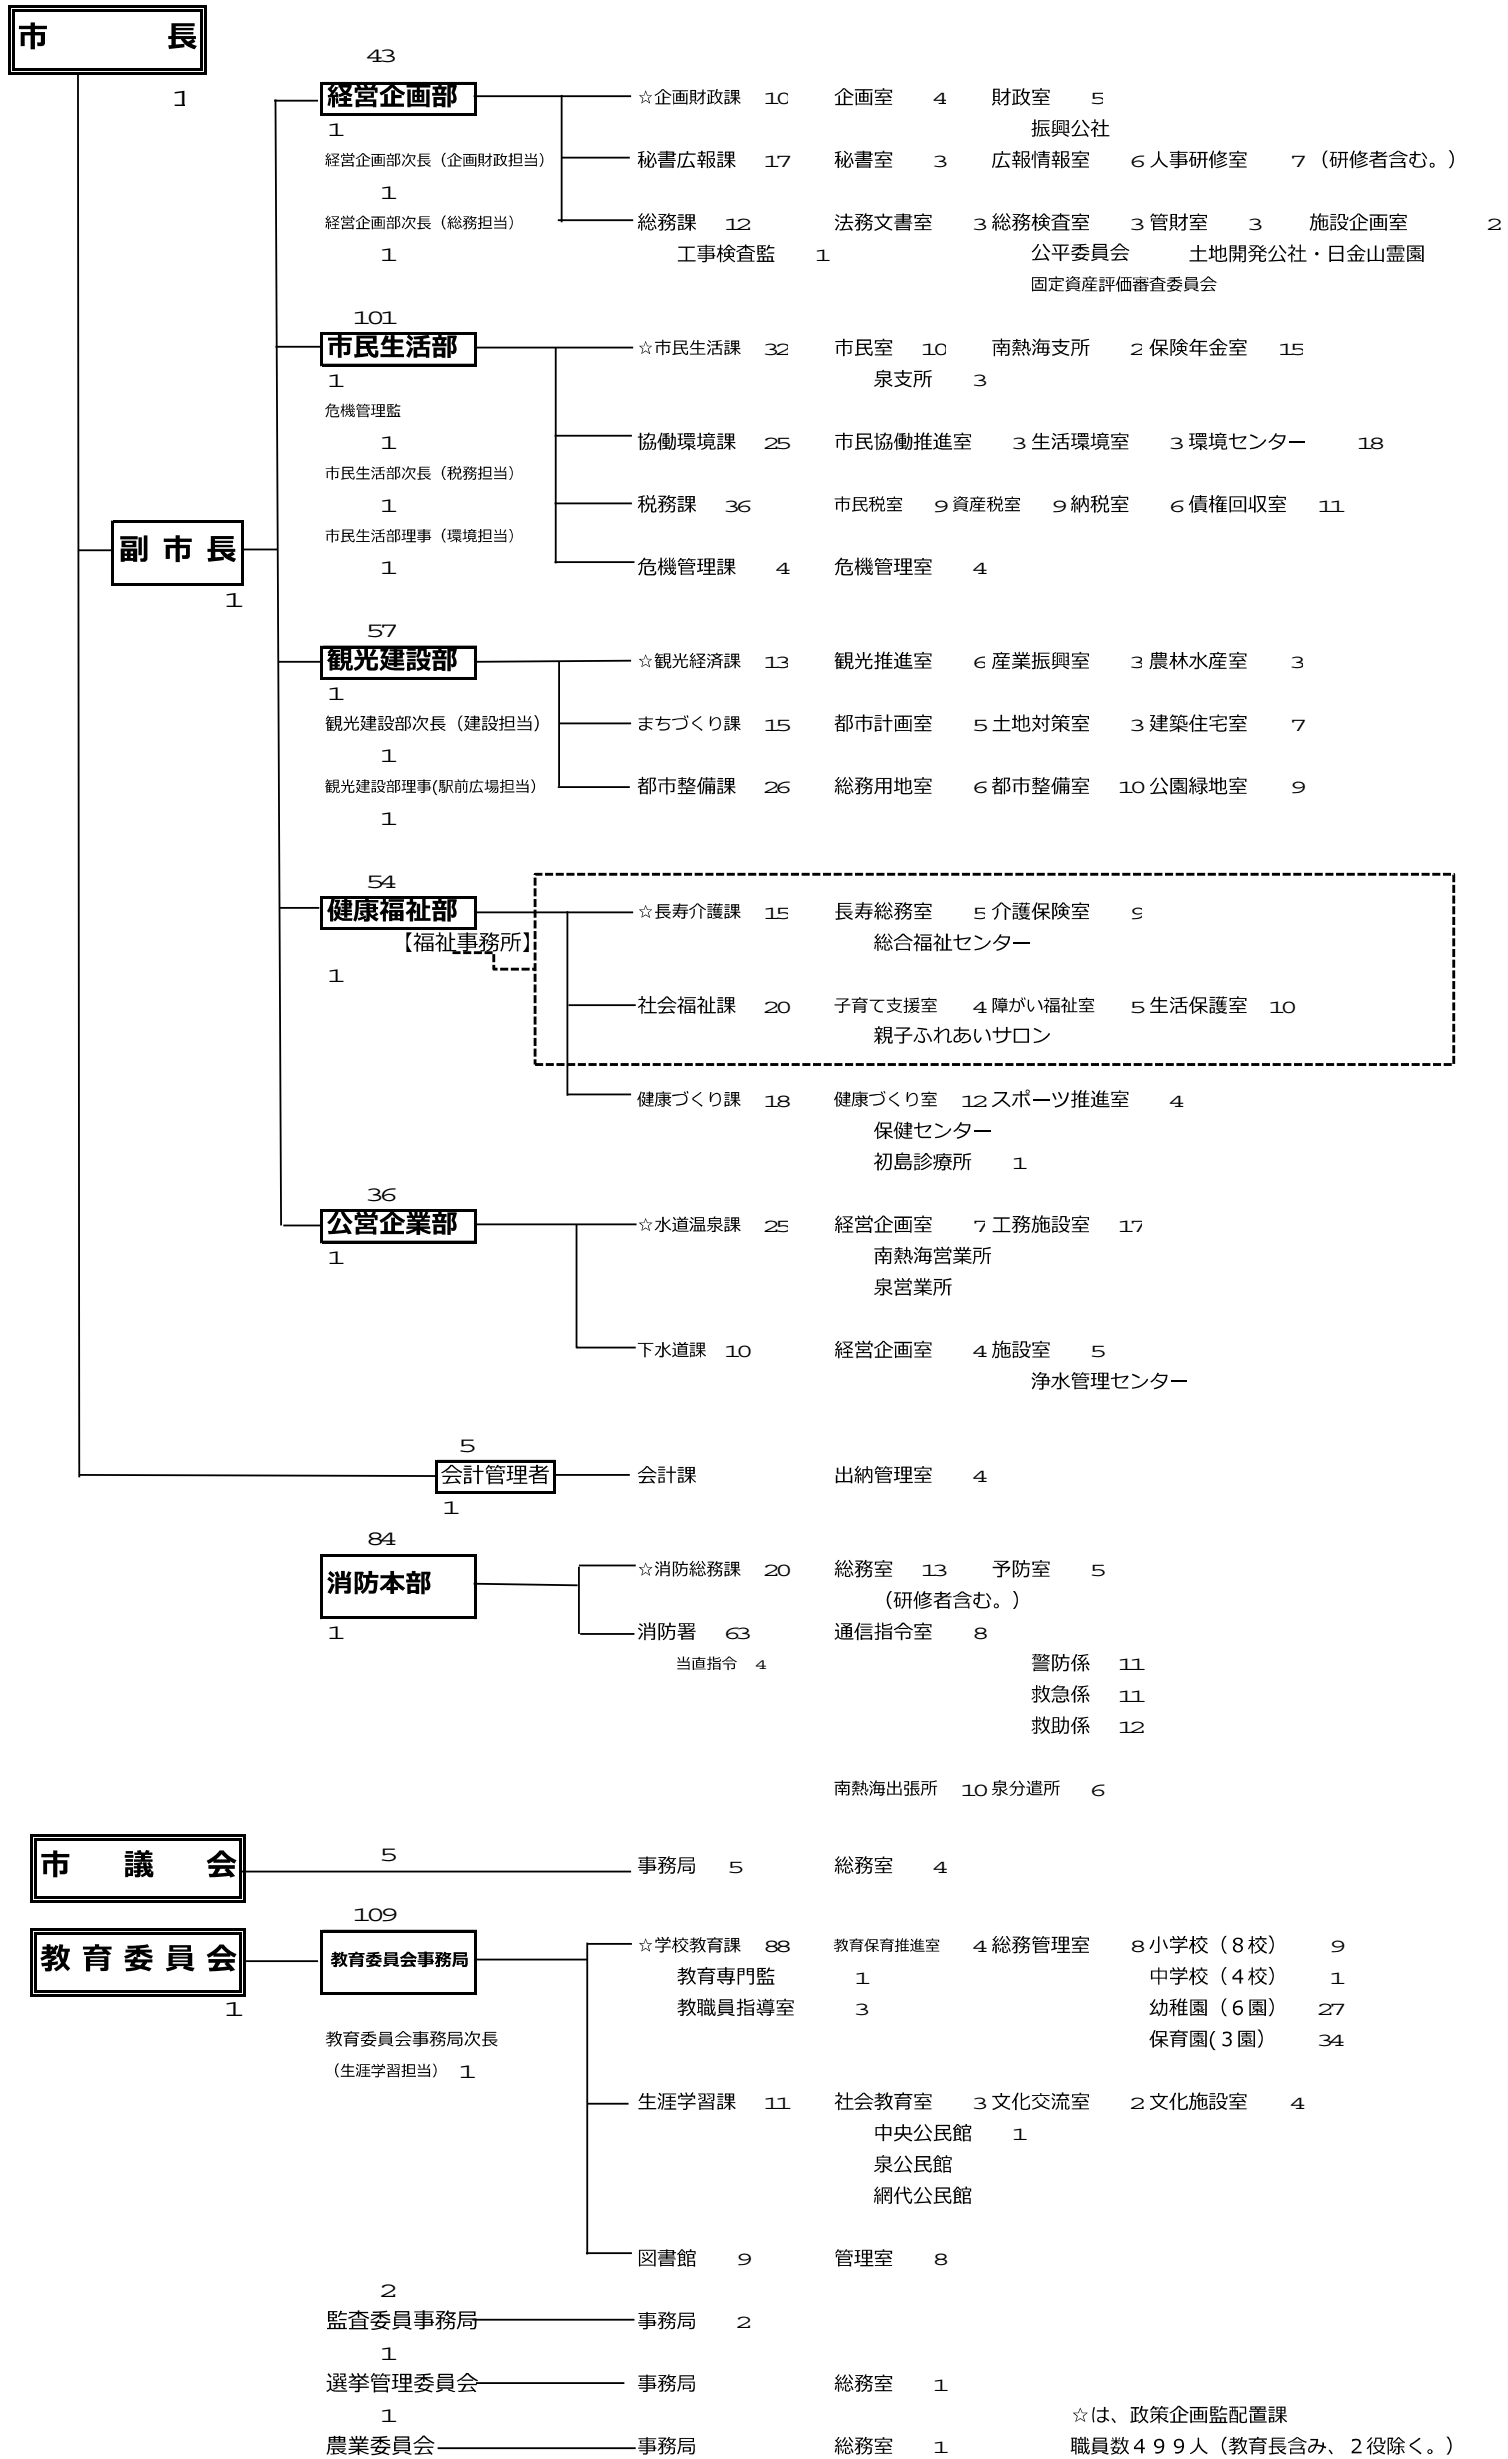 市 長
1
43
経営企画部 ☆企画財政課 10 企画室 4 財政室 5
1 振興公社
経営企画部次長（企画財政担当） 秘書広報課 17 秘書室 3 広報情報室 6 人事研修室 7（研修者含む。）
1
経営企画部次長（総務担当） 総務課 12 法務文書室 3 総務検査室 3 管財室 3 施設企画室 2
1 工事検査監 1 公平委員会 土地開発公社・日金山霊園
固定資産評価審査委員会
101
市民生活部 ☆市民生活課 32 市民室 10 南熱海支所 2 保険年金室 15
1 泉支所 3
危機管理監
1 協働環境課 25 市民協働推進室 3 生活環境室 3 環境センター 18
市民生活部次長（税務担当）
1 税務課 36 市民税室 9 資産税室 9 納税室 6 債権回収室 11
市民生活部理事（環境担当）
1 危機管理課 4 危機管理室 4
副 市 長
1
57
観光建設部 ☆観光経済課 13 観光推進室 6 産業振興室 3 農林水産室 3
1
観光建設部次長（建設担当） まちづくり課 15 都市計画室 5 土地対策室 3 建築住宅室 7
1
観光建設部理事(駅前広場担当） 都市整備課 26 総務用地室 6 都市整備室 10 公園緑地室 9
1
54
健康福祉部 ☆長寿介護課 15 長寿総務室 5 介護保険室 9
【福祉事務所】 総合福祉センター
1
社会福祉課 20 子育て支援室 4 障がい福祉室 5 生活保護室 10
親子ふれあいサロン
健康づくり課 18 健康づくり室 12 スポーツ推進室 4
保健センター
初島診療所 1
36
公営企業部 ☆水道温泉課 25 経営企画室 7 工務施設室 17
1 南熱海営業所
泉営業所
下水道課 10 経営企画室 4 施設室 5
浄水管理センター
5
会計管理者 会計課 出納管理室 4
1
84
消防本部 ☆消防総務課 20 総務室 13 予防室 5
（研修者含む。）
1 消防署 63 通信指令室 8
当直指令 4 警防係 11
救急係 11
救助係 12
南熱海出張所 10 泉分遣所 6
市 議 会 5 事務局 5 総務室 4
109
教 育 委 員 会 教育委員会事務局 ☆学校教育課 88 教育保育推進室 4 総務管理室 8 小学校（８校） 9
教育専門監 1 中学校（４校） 1
1 教職員指導室 3 幼稚園（６園） 27
教育委員会事務局次長 保育園(３園） 34
（生涯学習担当） 1
生涯学習課 11 社会教育室 3 文化交流室 2 文化施設室 4
中央公民館 1
泉公民館
網代公民館
図書館 9 管理室 8
2
監査委員事務局 事務局 2
1
選挙管理委員会 事務局 総務室 1
1 ☆は、政策企画監配置課
農業委員会 事務局 総務室 1 職員数４９９人（教育長含み、２役除く。）